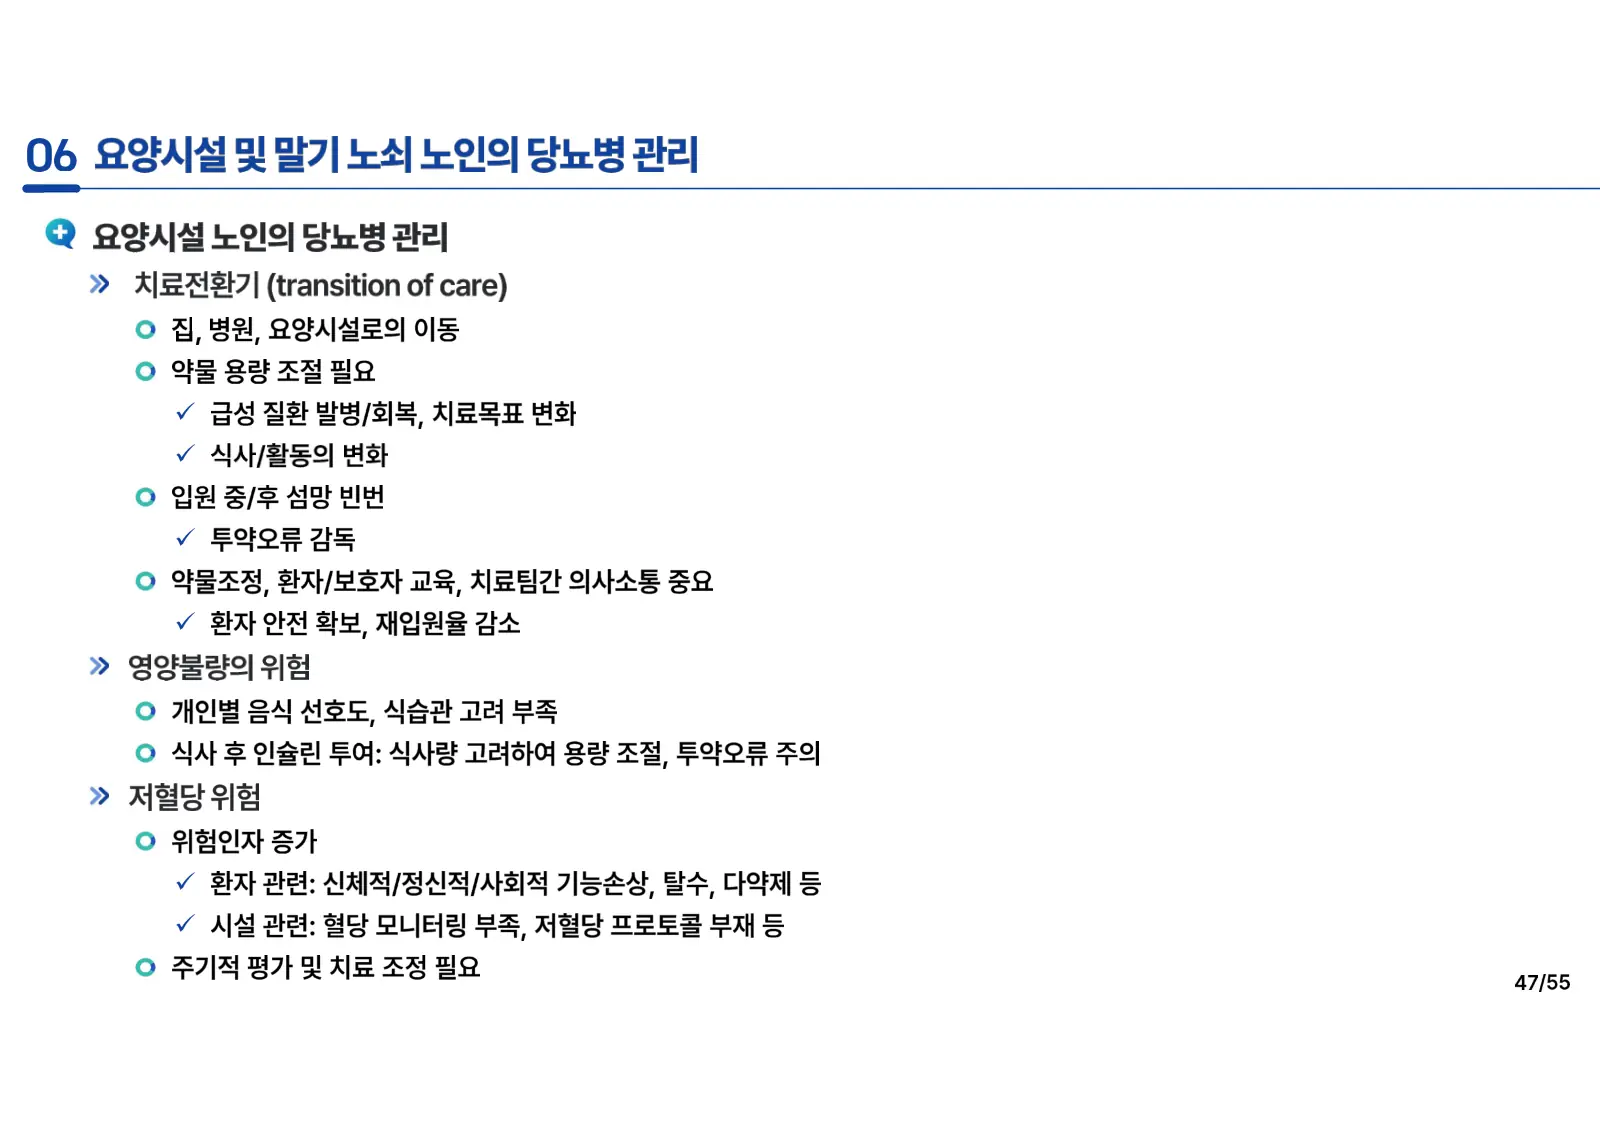 06 요양시설 및 말기 노쇠 노인의 당뇨병 관리
요양시설 노인의 당뇨병 관리
치료전환기 (transition of care)
집, 병원, 요양시설로의 이동
약물 용량 조절 필요
급성 질환 발병/회복, 치료목표 변화
식사/활동의 변화
입원 중/후 섬망 빈번
투약오류 감독
약물조정, 환자/보호자 교육, 치료팀간 의사소통 중요
환자 안전 확보, 재입원율 감소
영양불량의 위험
개인별 음식 선호도, 식습관 고려 부족
식사 후 인슐린 투여: 식사량 고려하여 용량 조절, 투약오류 주의
저혈당 위험
위험인자 증가
환자 관련: 신체적/정신적/사회적 기능손상, 탈수, 다약제 등
시설 관련: 혈당 모니터링 부족, 저혈당 프로토콜 부재 등
주기적 평가 및 치료 조정 필요
47/55